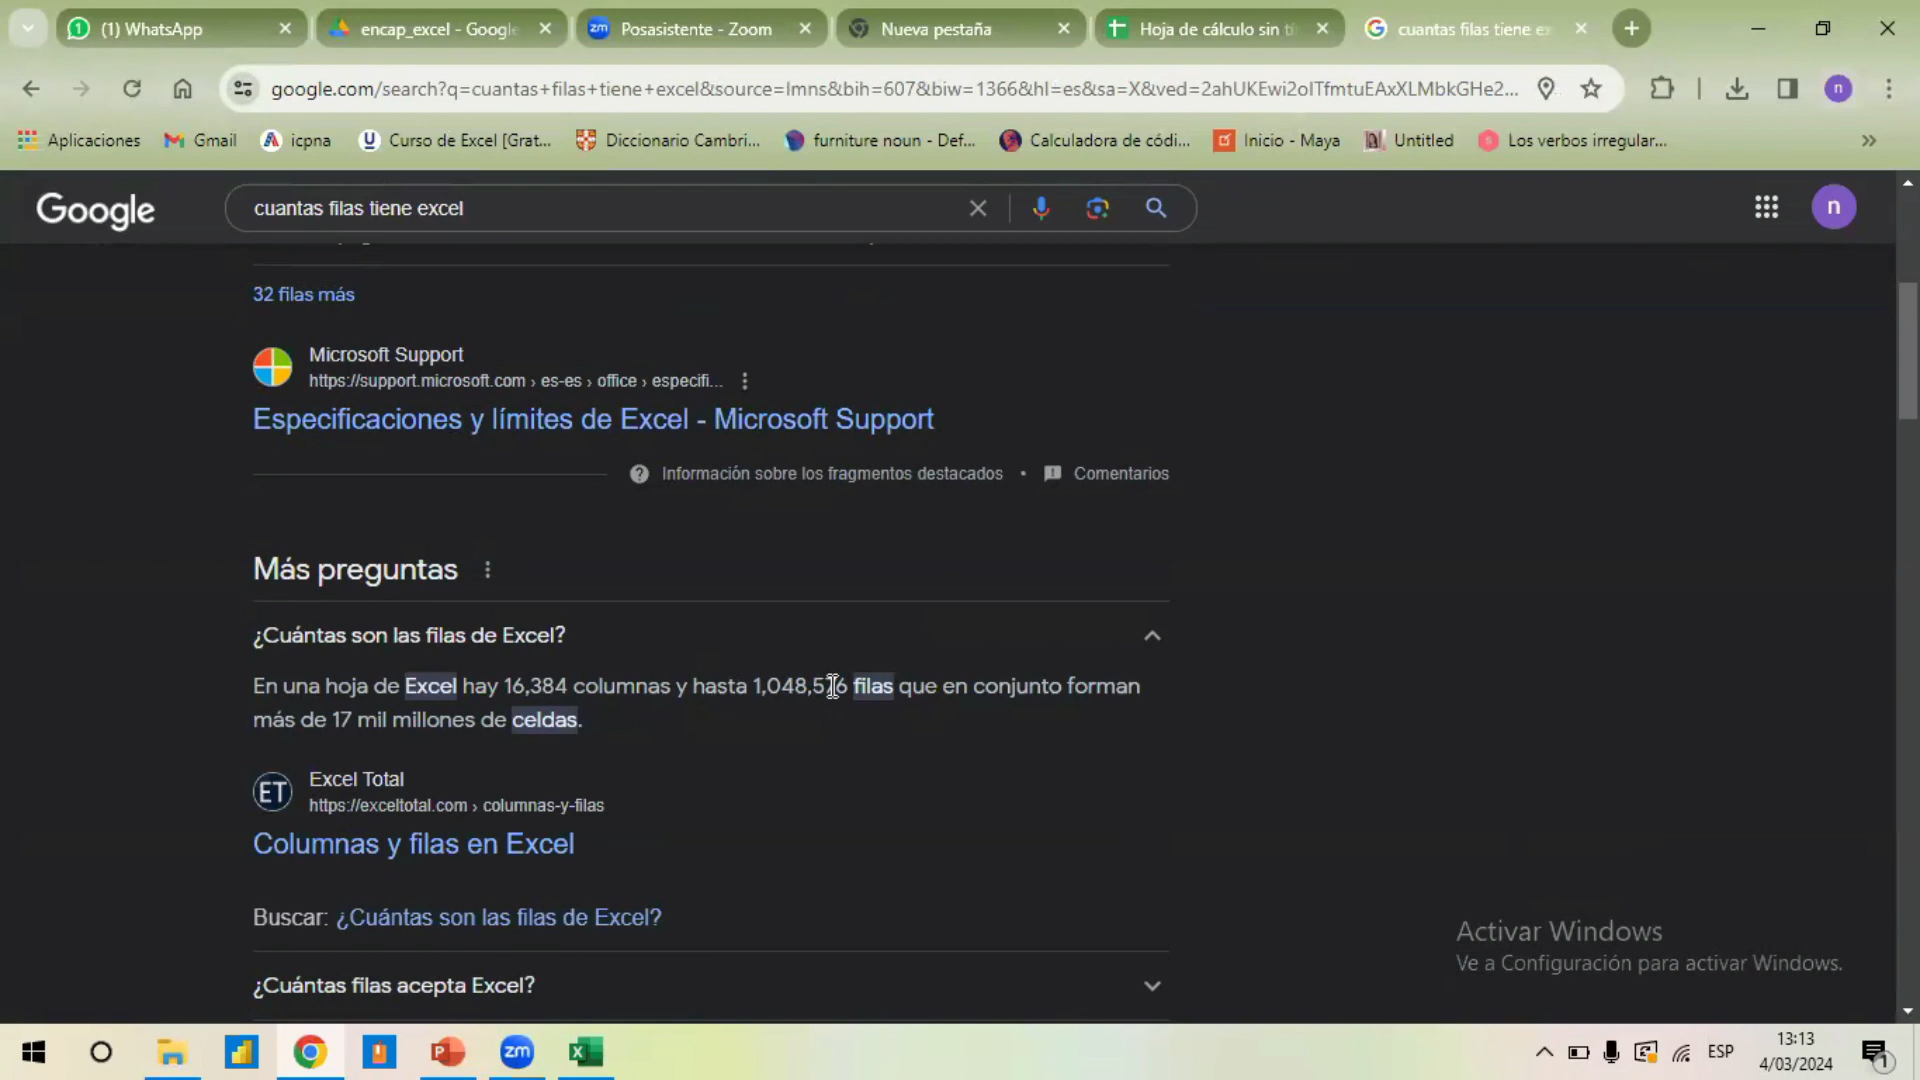 (1) WhatsApp
encap_excel - Google
Posasistente - Zoom
Nueva pestaña
Hoja de cálculo sin tí
cuantas filas tiene ex
google.com/search?q=cuantas+filas+tiene+excel&source=lmns&bih=607&biw=1366&hl=es&sa=X&ved=2ahUKEwi2oITfmtuEAxXLMbkGHe2...
n
Aplicaciones
Gmail
icpna
Curso de Excel [Grat...
Diccionario Cambri...
furniture noun - Def...
Calculadora de códi...
Inicio - Maya
Untitled
Los verbos irregular...
Google
cuantas filas tiene excel
n
32 filas más
Microsoft Support
https://support.microsoft.com › es-es › office › especifi...
Especificaciones y límites de Excel - Microsoft Support
Información sobre los fragmentos destacados • Comentarios
Más preguntas
¿Cuántas son las filas de Excel?
En una hoja de Excel hay 16,384 columnas y hasta 1,048,576 filas que en conjunto forman
más de 17 mil millones de celdas.
ET
Excel Total
https://exceltotal.com › columnas-y-filas
Columnas y filas en Excel
Buscar: ¿Cuántas son las filas de Excel?
¿Cuántas filas acepta Excel?
Activar Windows
Ve a Configuración para activar Windows.
zm
ESP
13:13
4/03/2024
1